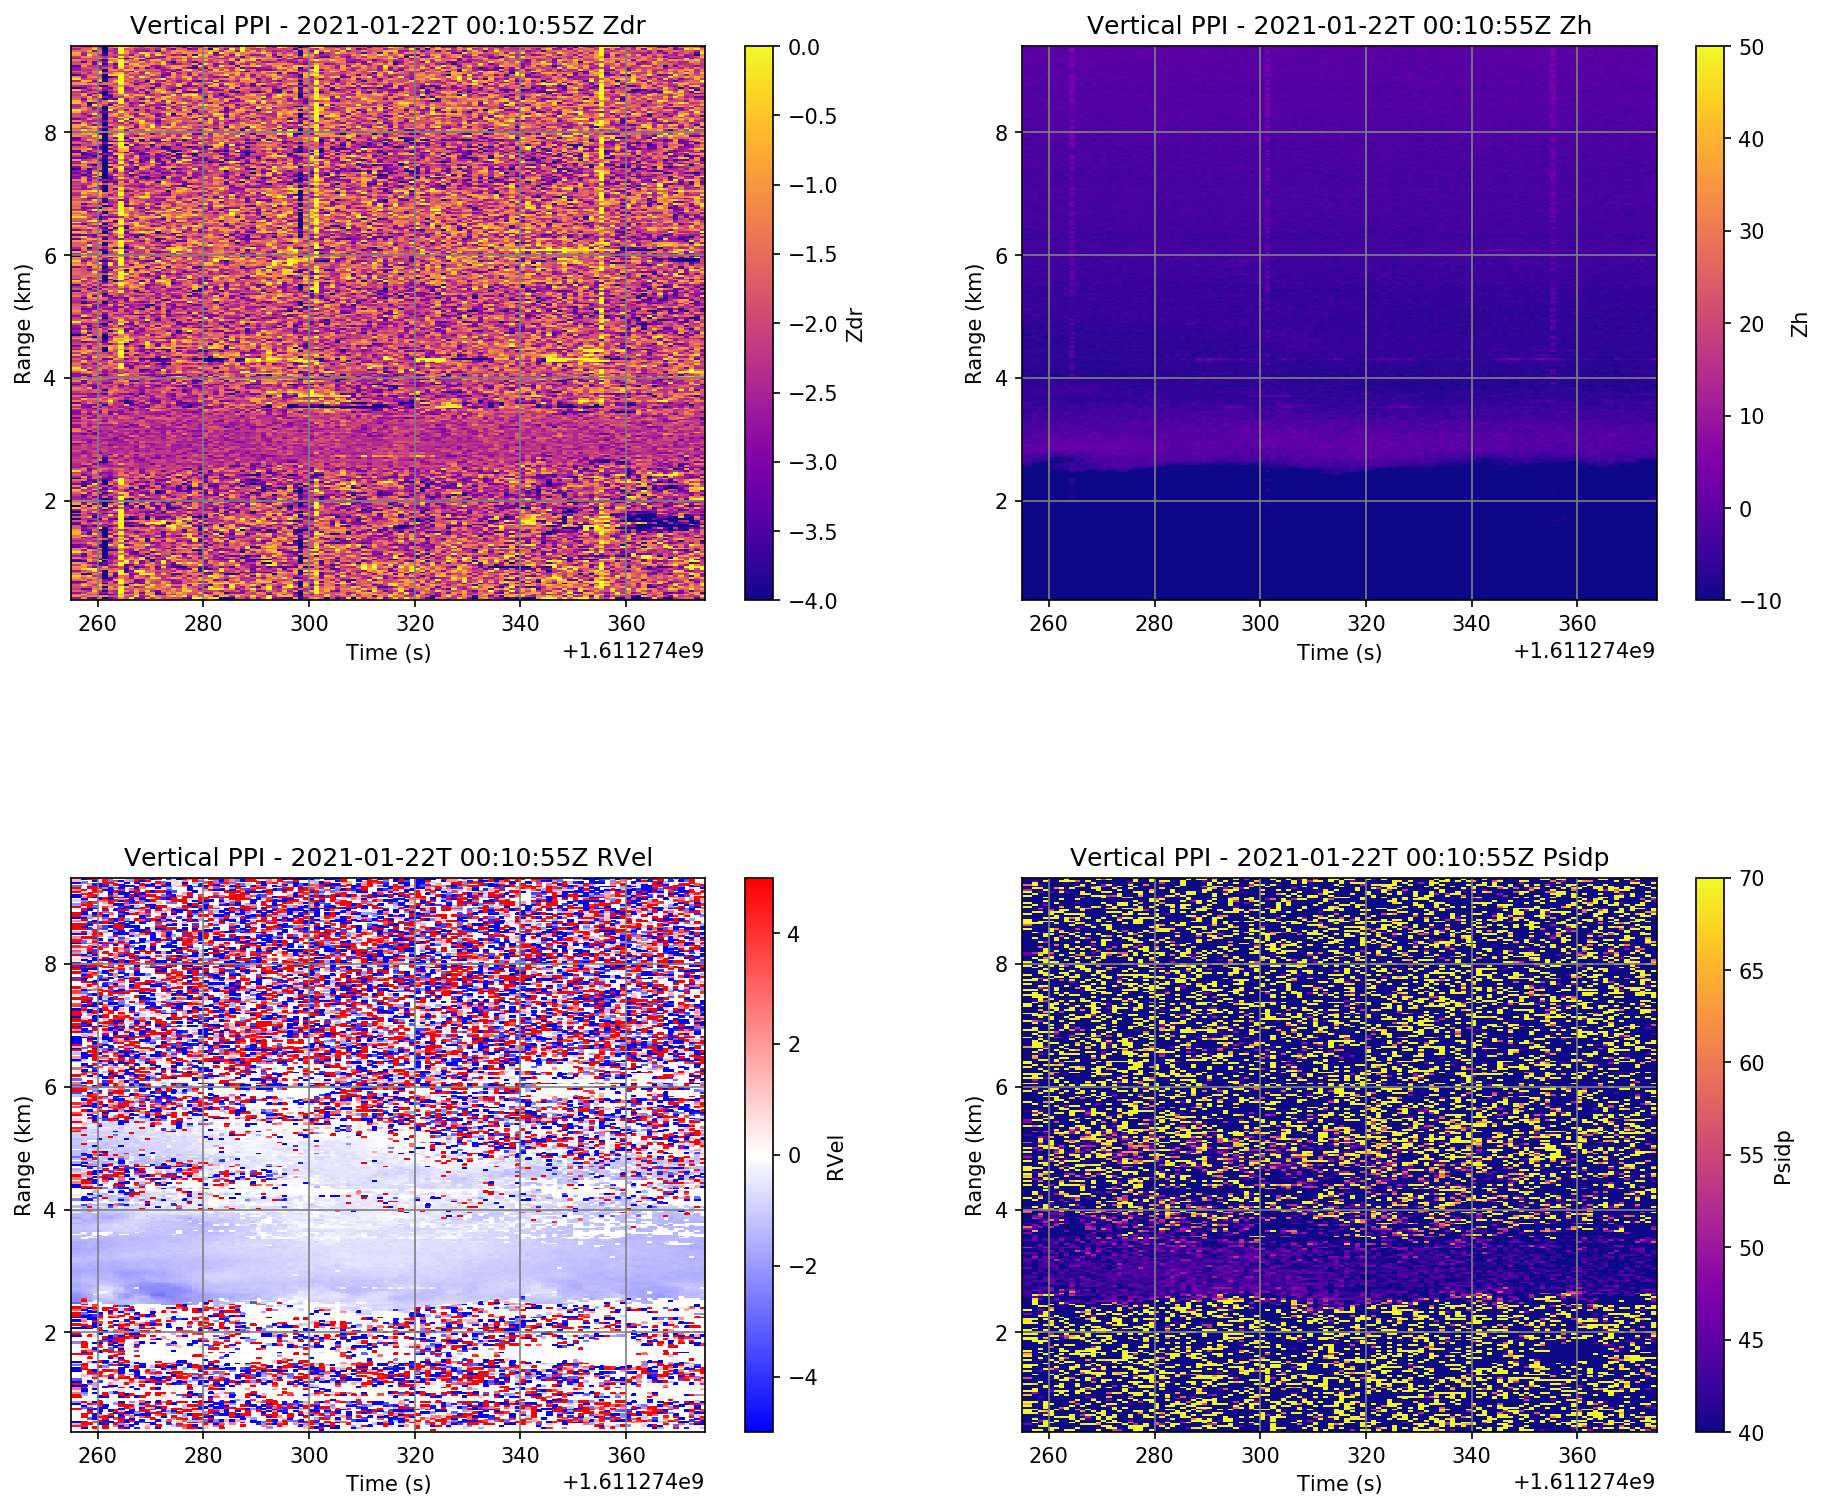 Vertical PPI - 2021-01-22T 00:10:55Z Zdr
Range (km)
8
6
4
2
260 280 300 320 340 360
Time (s)
+1.611274e9
0.0
−0.5
−1.0
−1.5
−2.0
−2.5
−3.0
−3.5
−4.0
Zdr
Vertical PPI - 2021-01-22T 00:10:55Z Zh
Range (km)
8
6
4
2
260 280 300 320 340 360
Time (s)
+1.611274e9
50
40
30
20
10
0
−10
Zh
Vertical PPI - 2021-01-22T 00:10:55Z RVel
Range (km)
8
6
4
2
260 280 300 320 340 360
Time (s)
+1.611274e9
4
2
0
−2
−4
RVel
Vertical PPI - 2021-01-22T 00:10:55Z Psidp
Range (km)
8
6
4
2
260 280 300 320 340 360
Time (s)
+1.611274e9
70
65
60
55
50
45
40
Psidp